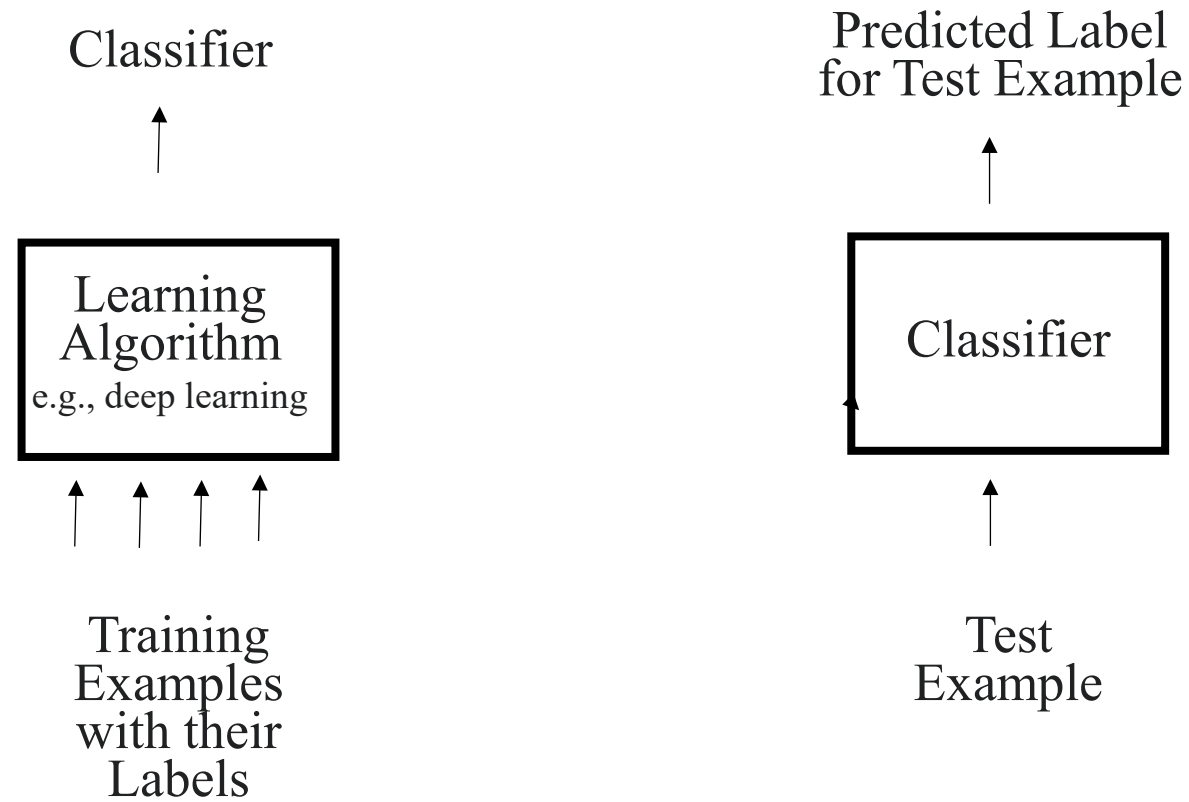 Classifier
Learning
Algorithm
e.g., deep learning
Training
Examples
with their
Labels
Predicted Label
for Test Example
Classifier
Test
Example